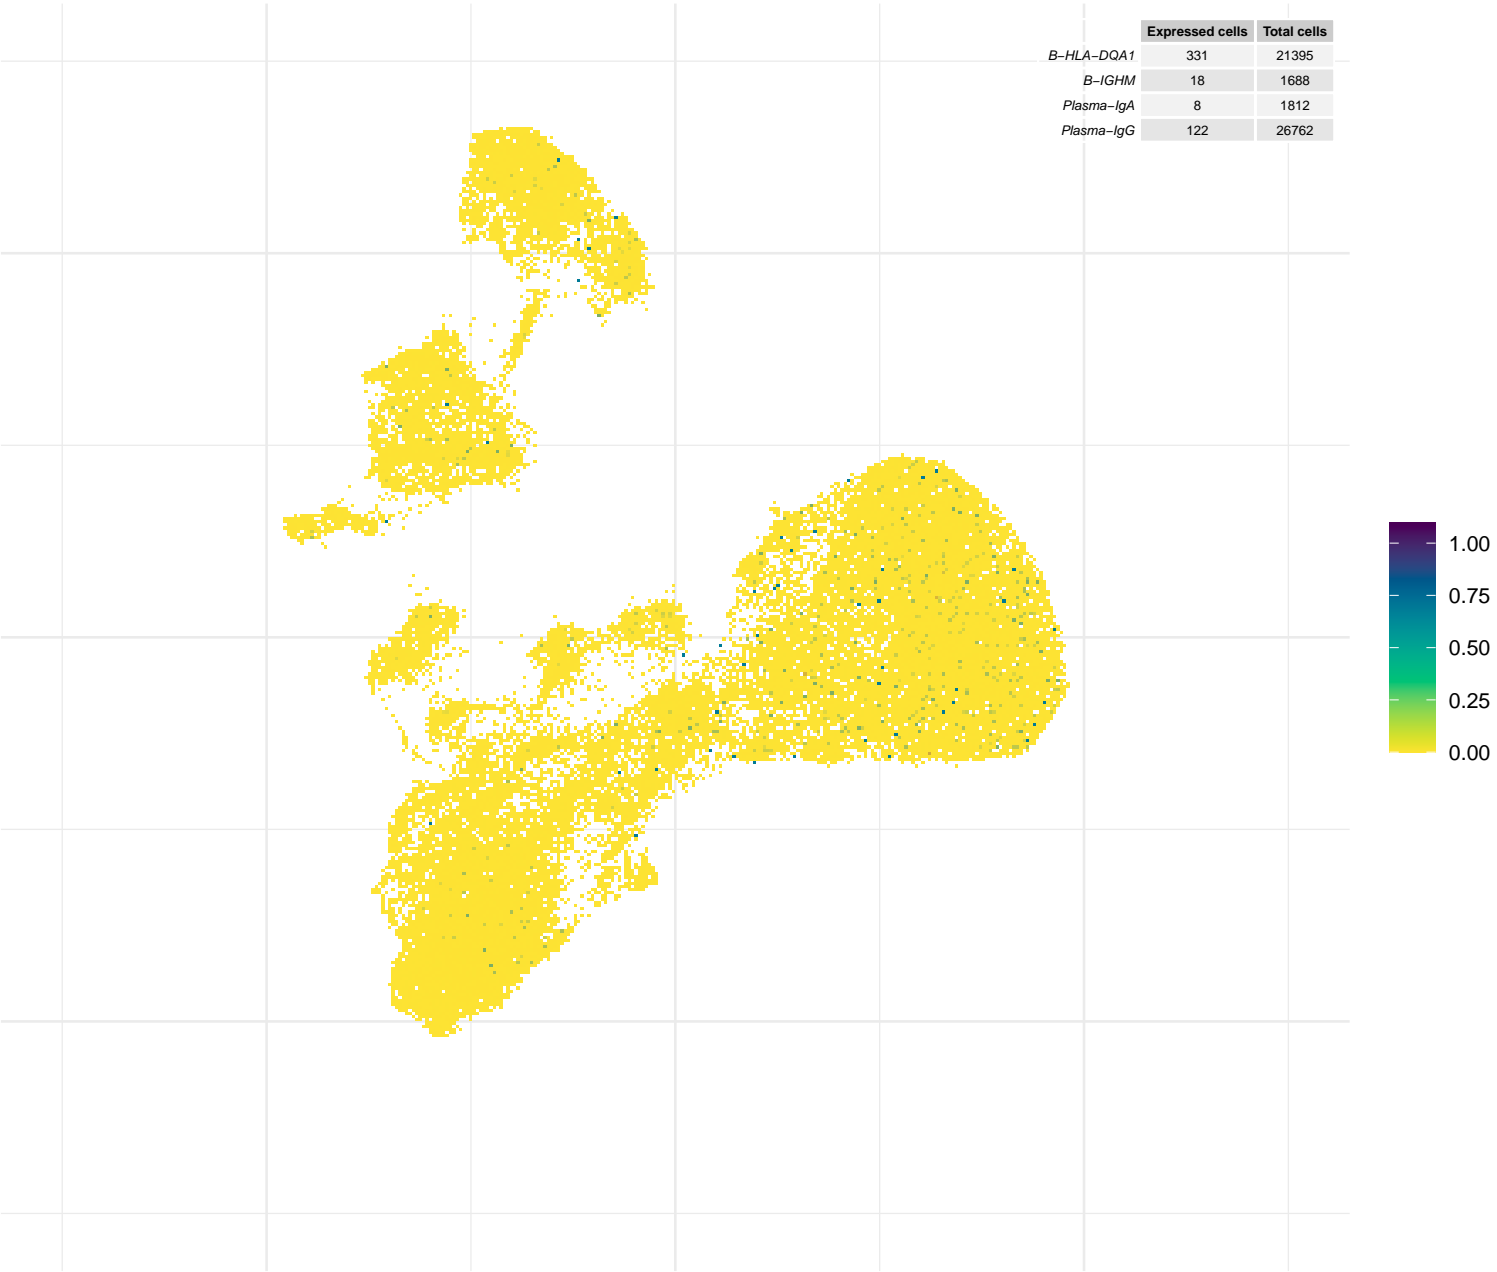 Expressed cells Total cells
B−HLA−DQA1 331 21395
B−IGHM 18 1688
Plasma−IgA 8 1812
Plasma−IgG 122 26762
1.00
0.75
0.50
0.25
0.00